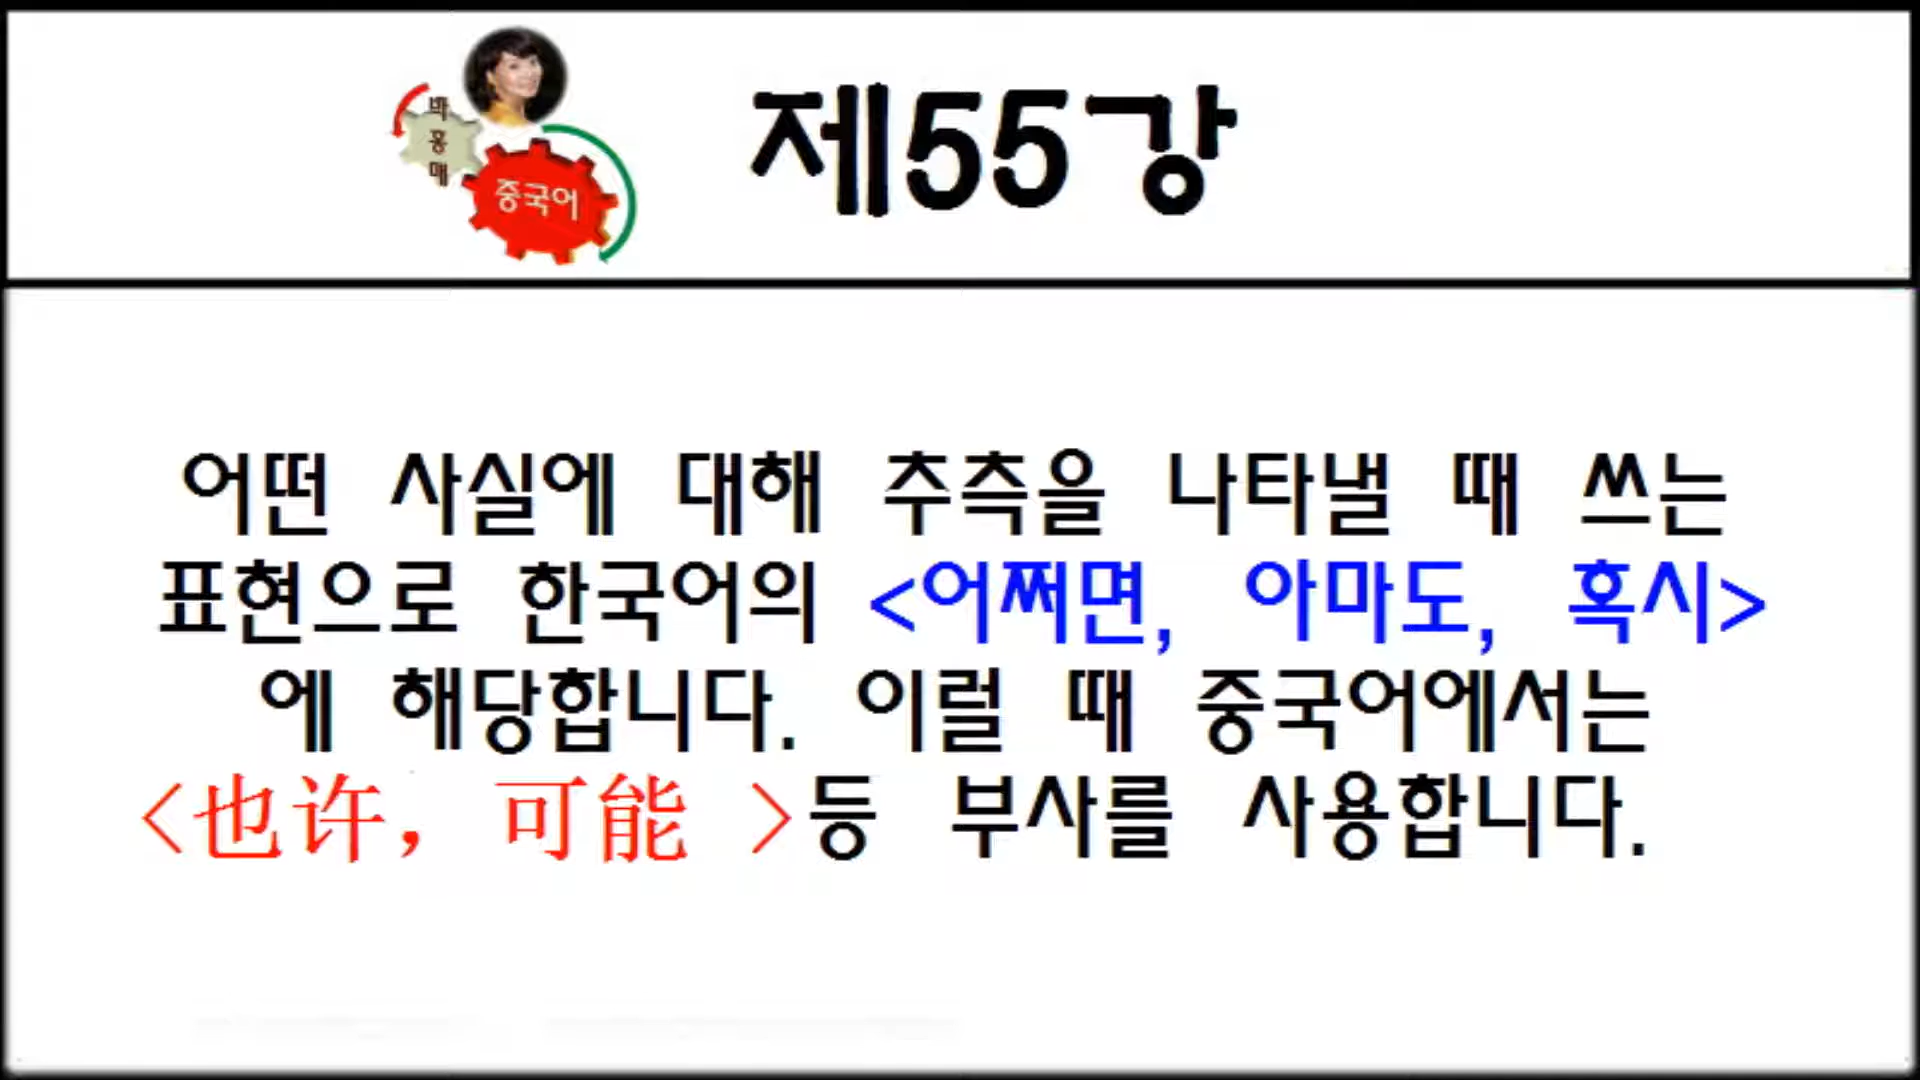 박
홍
매
중국어
제55강
어떤 사실에 대해 추측을 나타낼 때 쓰는
표현으로 한국어의 <어쩌면, 아마도, 혹시>
에 해당합니다. 이럴 때 중국어에서는
<也许，可能 >등 부사를 사용합니다.